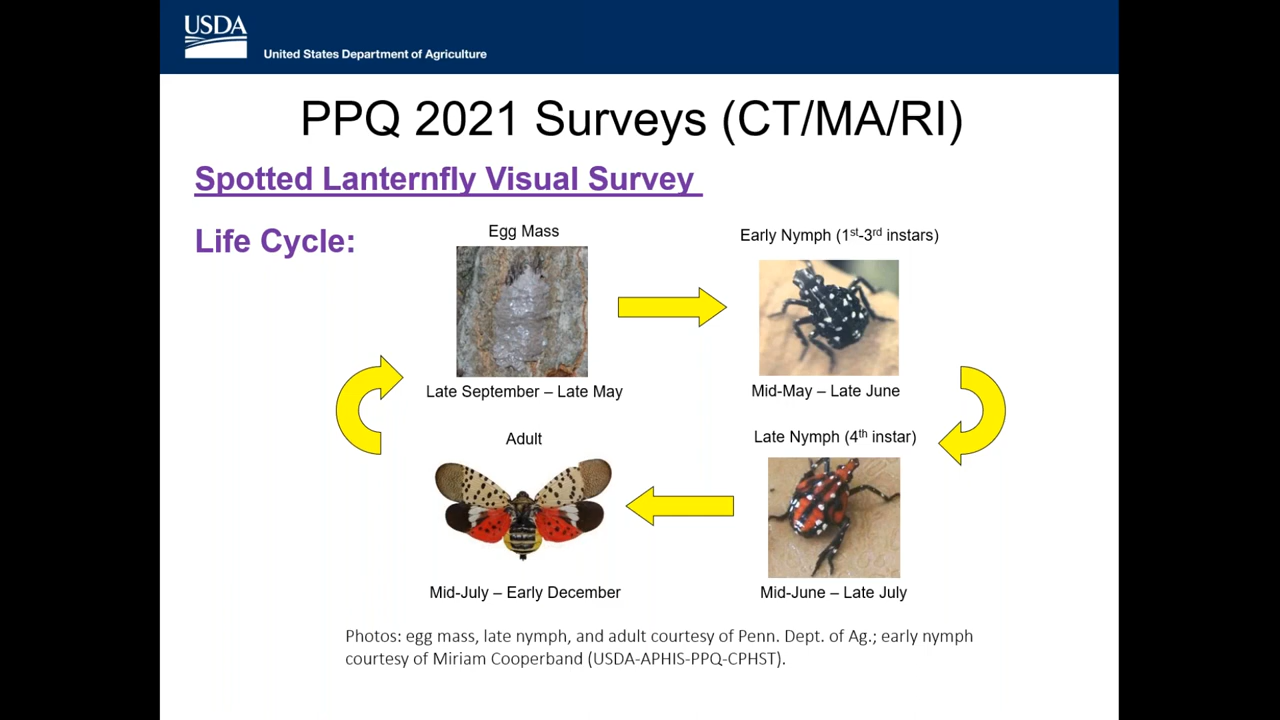 USDA
United States Department of Agriculture
PPQ 2021 Surveys (CT/MA/RI)
Spotted Lanternfly Visual Survey
Life Cycle:
Egg Mass
Late September – Late May
Early Nymph (1st-3rd instars)
Mid-May – Late June
Late Nymph (4th instar)
Mid-June – Late July
Adult
Mid-July – Early December
Photos: egg mass, late nymph, and adult courtesy of Penn. Dept. of Ag.; early nymph
courtesy of Miriam Cooperband (USDA-APHIS-PPQ-CPHST).